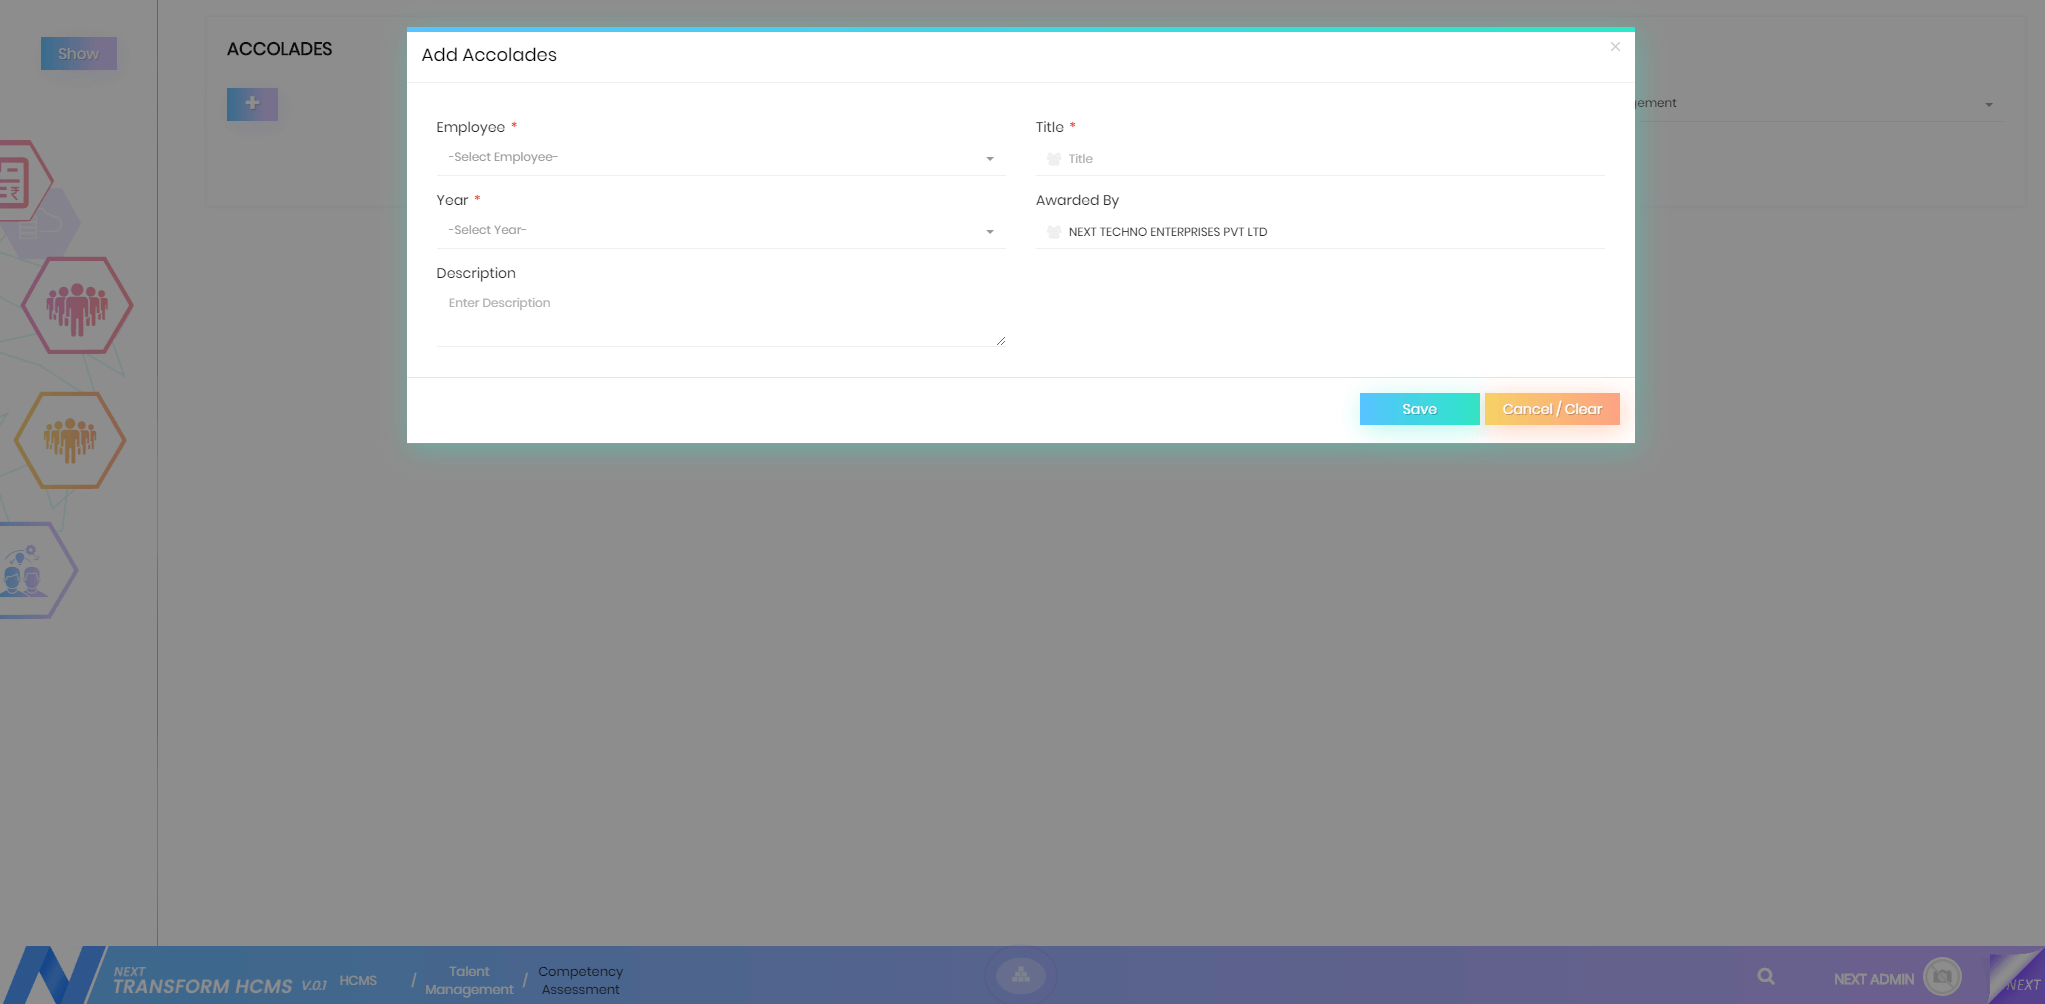 Show
ACCOLADES
+
Add Accolades
×
Employee *
-Select Employee-
Title *
Title
Year *
-Select Year-
Awarded By
NEXT TECHNO ENTERPRISES PVT LTD
Description
Enter Description
Save
Cancel / Clear
NEXT
TRANSFORM HCMS V.0.1
HCMS / Talent Management / Competency Assessment
NEXT ADMIN
NEXT